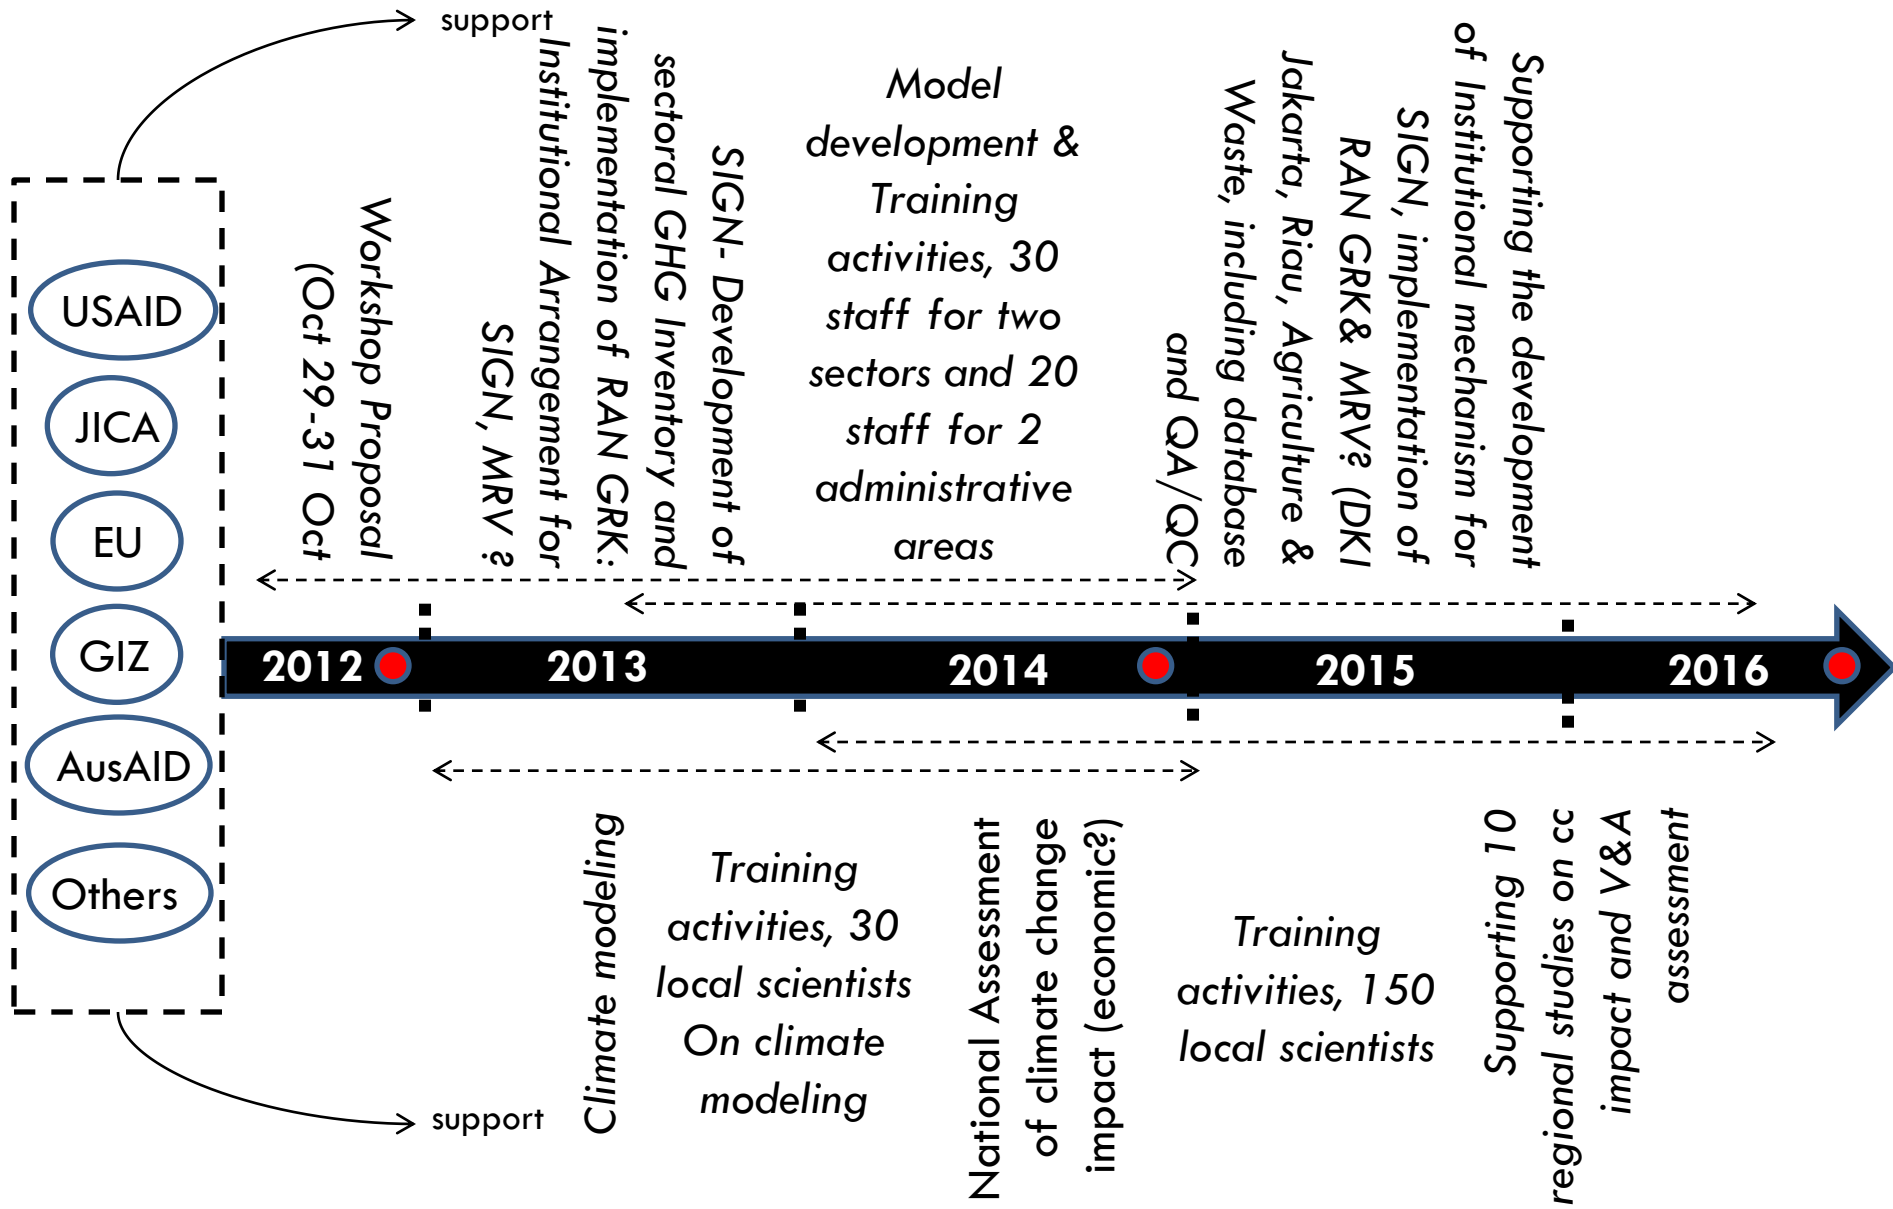 support
USAID
JICA
EU
GIZ
AusAID
Others
Workshop Proposal
(Oct 29-31 Oct
SIGN- Development of
sectoral GHG Inventory and
implementation of RAN GRK:
Institutional Arrangement for
SIGN, MRV ?
Model
development &
Training
activities, 30
staff for two
sectors and 20
staff for 2
administrative
areas
Supporting the development
of Institutional mechanism for
SIGN, implementation of
RAN GRK& MRV? (DKI
Jakarta, Riau, Agriculture &
Waste, including database
and QA/QC
2012
2013
2014
2015
2016
Climate modeling
Training
activities, 30
local scientists
On climate
modeling
National Assessment
of climate change
impact (economic?)
Training
activities, 150
local scientists
Supporting 10
regional studies on cc
impact and V&A
assessment
support